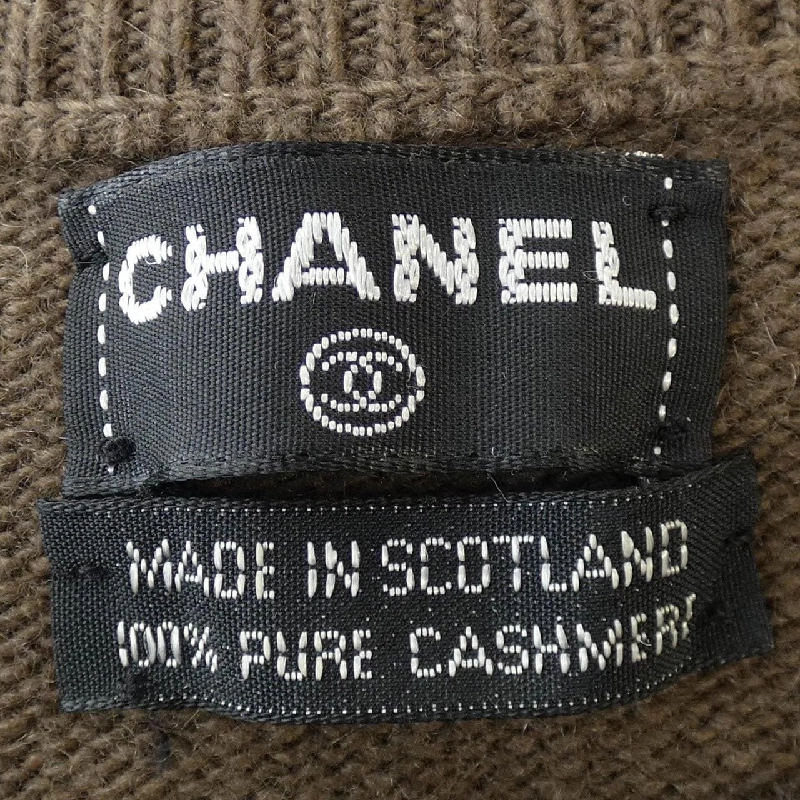 CHANEL
MADE IN SCOTLAND
100% PURE CASHMERE